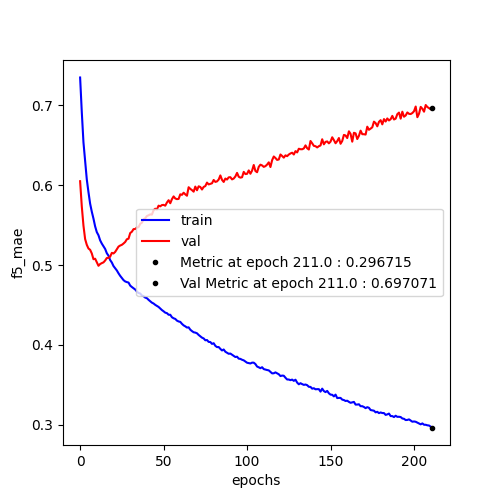 0.7
0.6
0.5
0.4
0.3
f5_mae
train
val
Metric at epoch 211.0 : 0.296715
Val Metric at epoch 211.0 : 0.697071
0 50 100 150 200
epochs